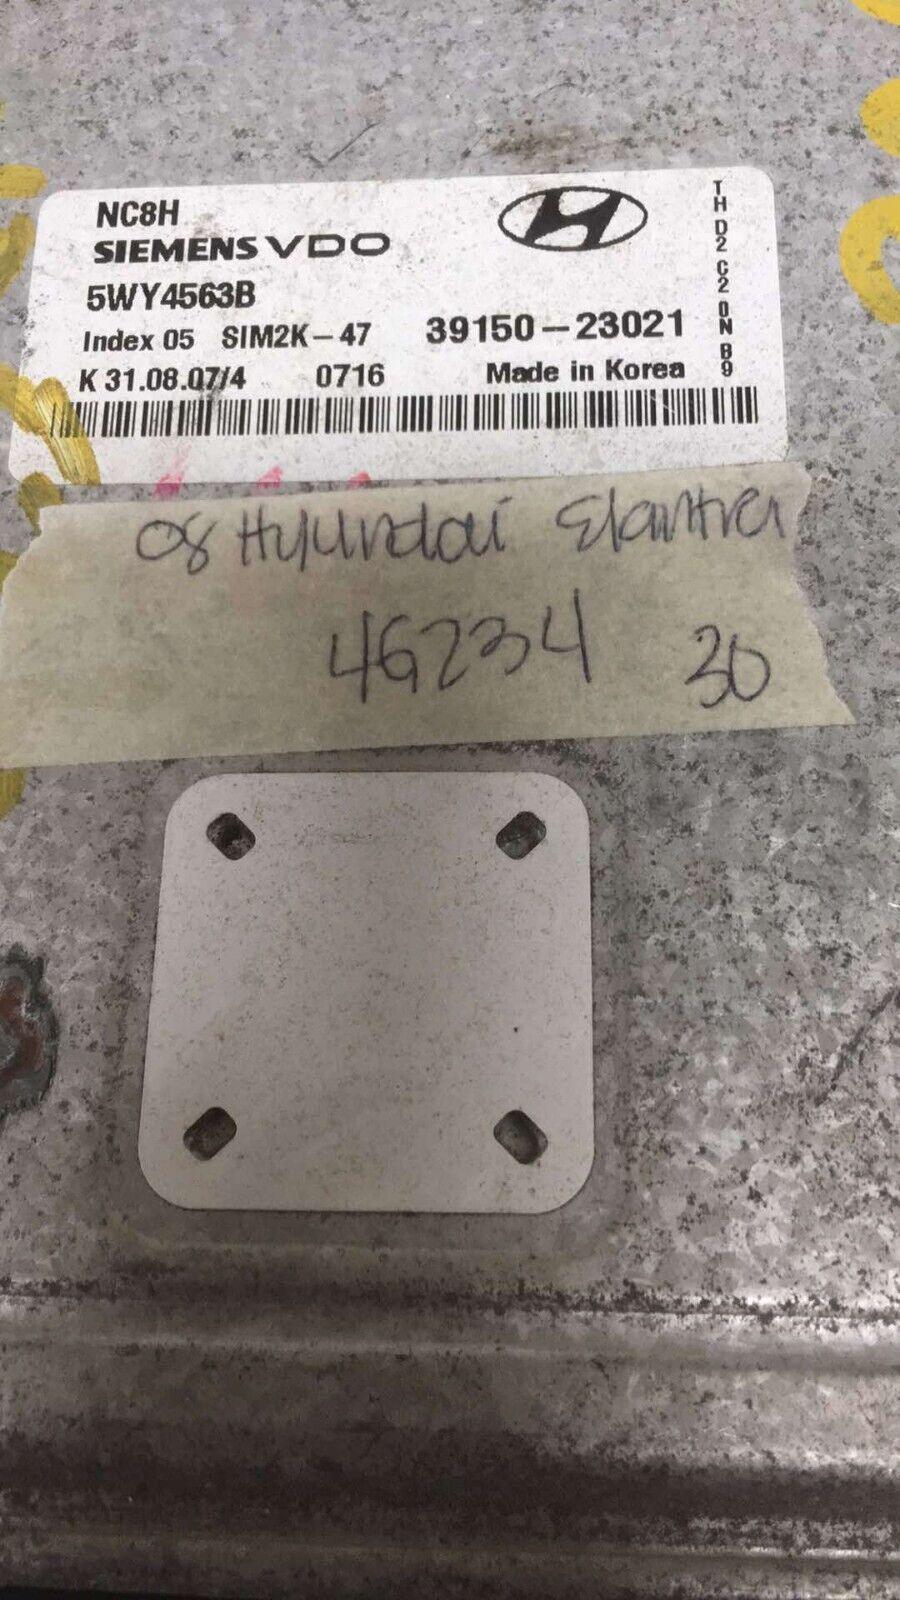 NC8H
SIEMENS VDO
5WY4563B
Index 05 SIM2K-47 39150-23021
K 31.08.07/4 0716 Made in Korea
TH D2 C2 0N B9
08 Hyundai Elantra
46234 30